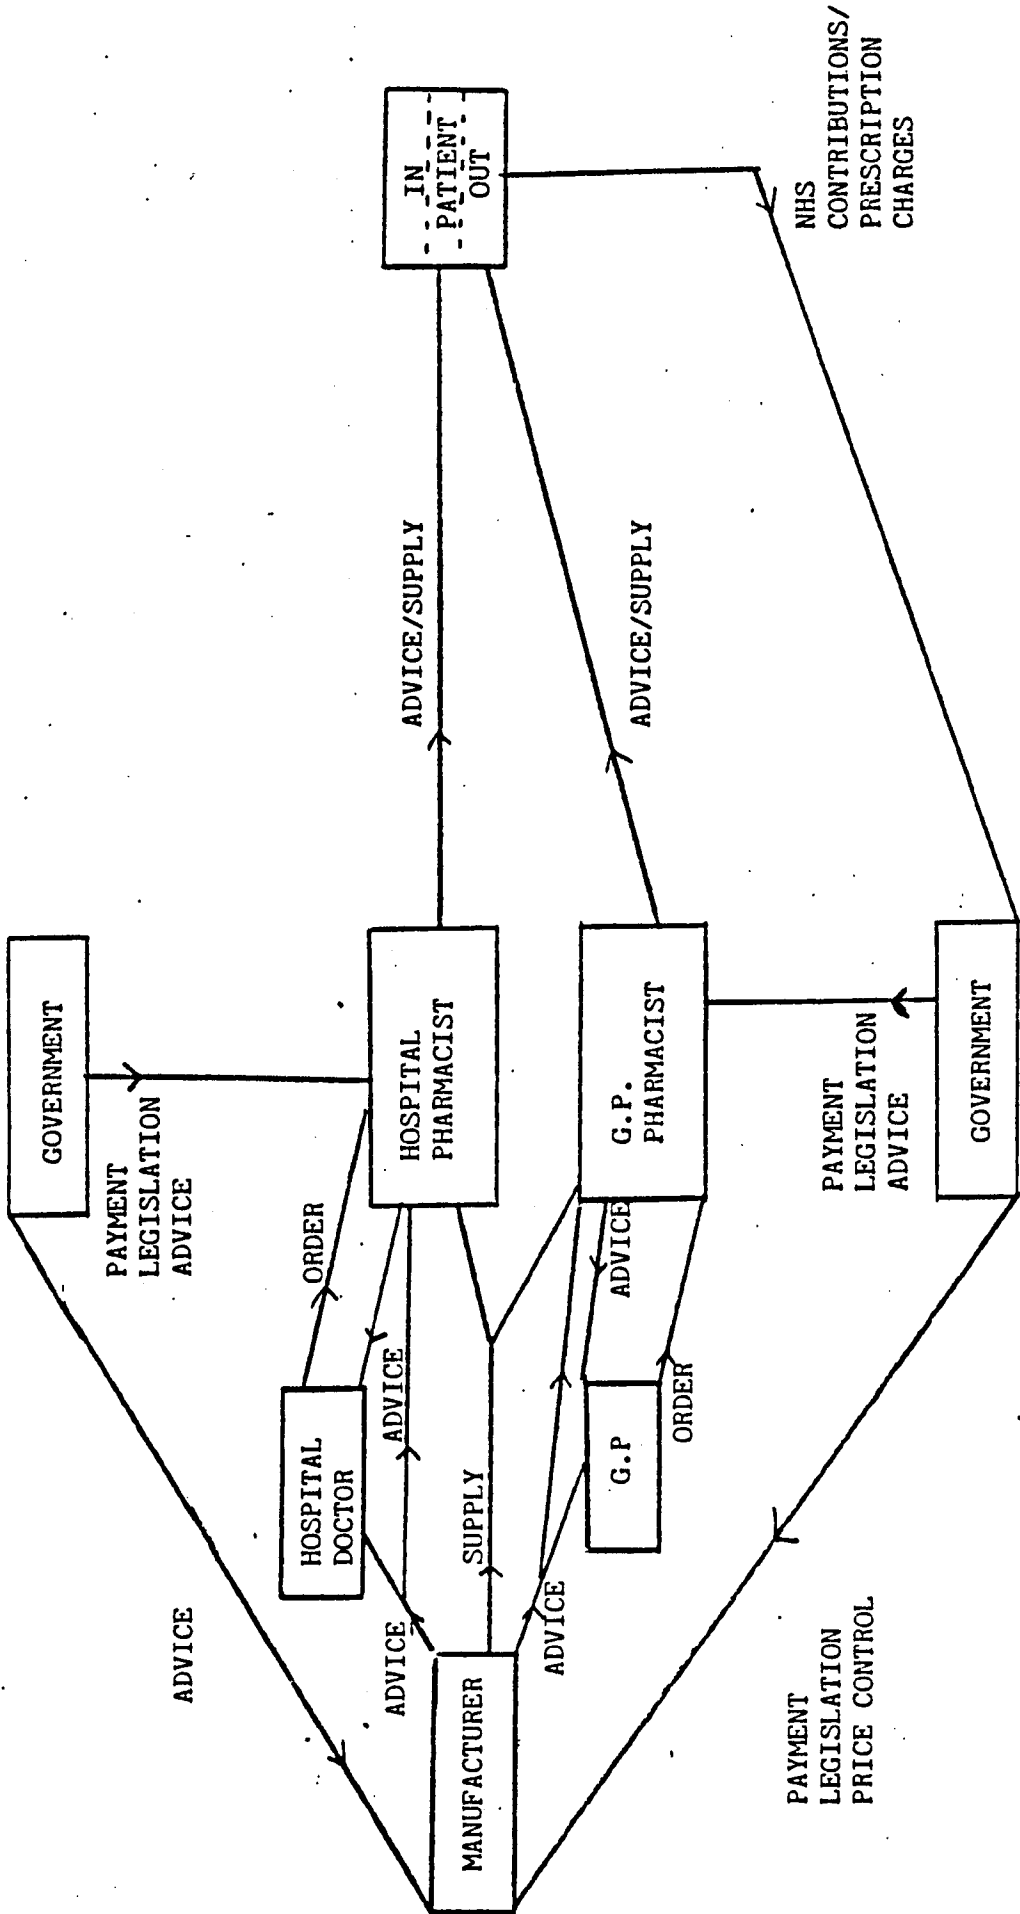 GOVERNMENT
PAYMENT
LEGISLATION
ADVICE
ADVICE
HOSPITAL
DOCTOR
ORDER
ADVICE
ADVICE
HOSPITAL
PHARMACIST
ADVICE/SUPPLY
IN
PATIENT
OUT
MANUFACTURER
SUPPLY
ADVICE
G.P
ADVICE
ORDER
G.P.
PHARMACIST
ADVICE/SUPPLY
PAYMENT
LEGISLATION
PRICE CONTROL
PAYMENT
LEGISLATION
ADVICE
GOVERNMENT
NHS
CONTRIBUTIONS/
PRESCRIPTION
CHARGES